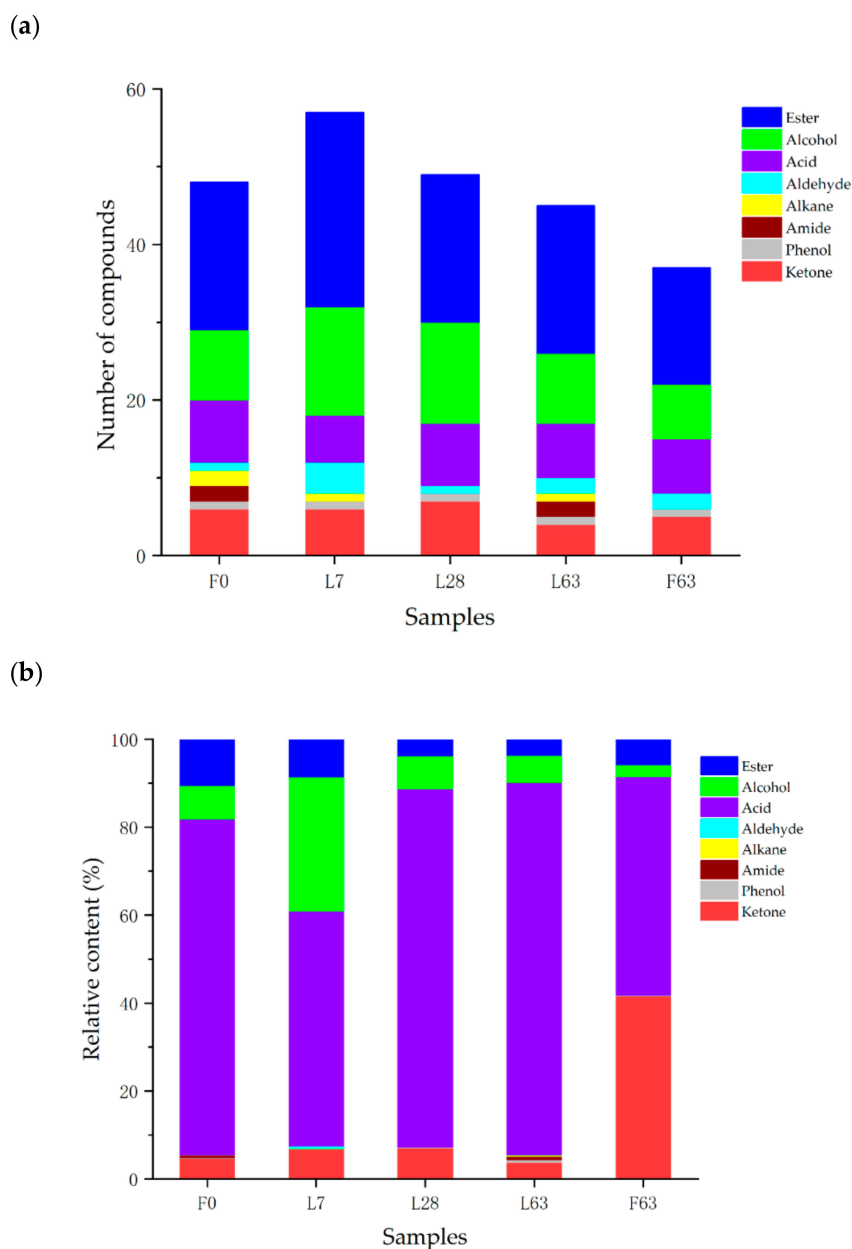 (a)
60
40
20
0
Number of compounds
F0 L7 L28 L63 F63
Samples
Ester
Alcohol
Acid
Aldehyde
Alkane
Amide
Phenol
Ketone
(b)
100
80
60
40
20
0
Relative content (%)
F0 L7 L28 L63 F63
Samples
Ester
Alcohol
Acid
Aldehyde
Alkane
Amide
Phenol
Ketone